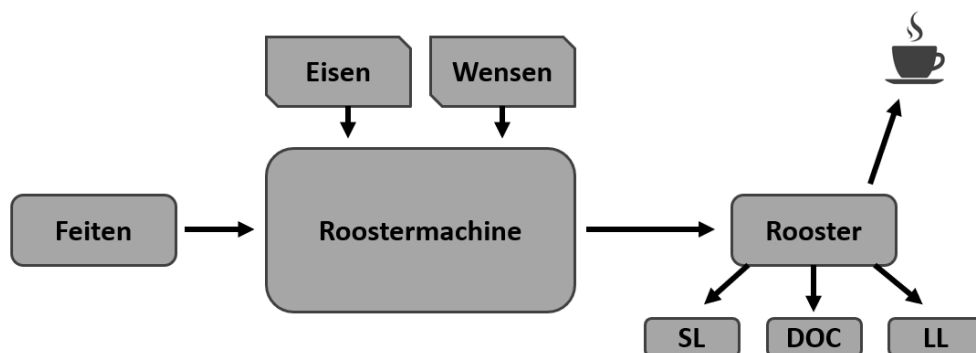 Eisen
Wensen
Feiten
Roostermachine
Rooster
SL
DOC
LL